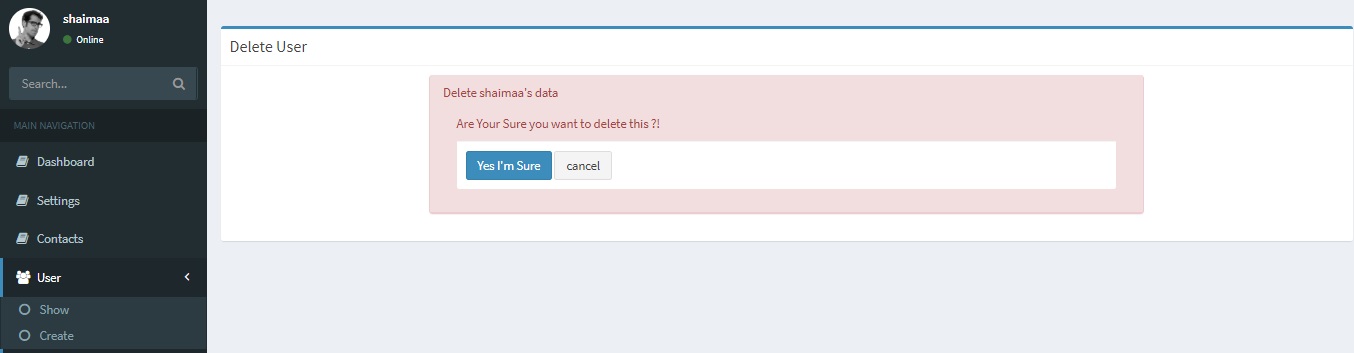 shaimaa
Online
Search...
MAIN NAVIGATION
Dashboard
Settings
Contacts
User
Show
Create
Delete User
Delete shaimaa's data
Are Your Sure you want to delete this ?!
Yes I'm Sure
cancel